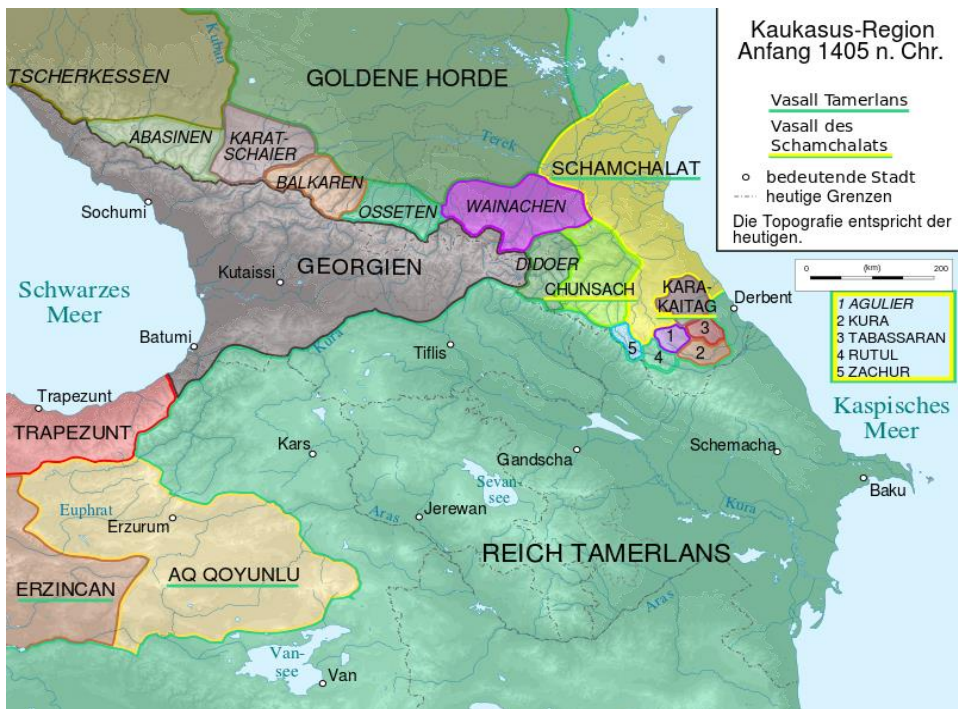 Kaukasus-Region
Anfang 1405 n. Chr.
Vasall Tamerlans
Vasall des
Schamchalats
bedeutende Stadt
heutige Grenzen
Die Topografie entspricht der
heutigen.
0 (km) 200
1 AGULIER
2 KURA
3 TABASSARAN
4 RUTUL
5 ZACHUR
TSCHERKESSEN
Kuban
GOLDENE HORDE
ABASINEN
KARAT-
SCHAIER
Terek
BALKAREN
SCHAMCHALAT
OSSETEN
WAINACHEN
Sochumi
Kutaissi
GEORGIEN
DIDOER
CHUNSACH
KARA-
KAITAG
Derbent
Schwarzes
Meer
Batumi
Kura
Tiflis
1
2
3
4
5
Trapezunt
TRAPEZUNT
Kars
Gandscha
Schemacha
Kaspisches
Meer
Sevan-
see
Baku
Euphrat
Erzurum
Aras
Jerewan
Kura
REICH TAMERLANS
ERZINCAN
AQ QOYUNLU
Aras
Van-
see
Van